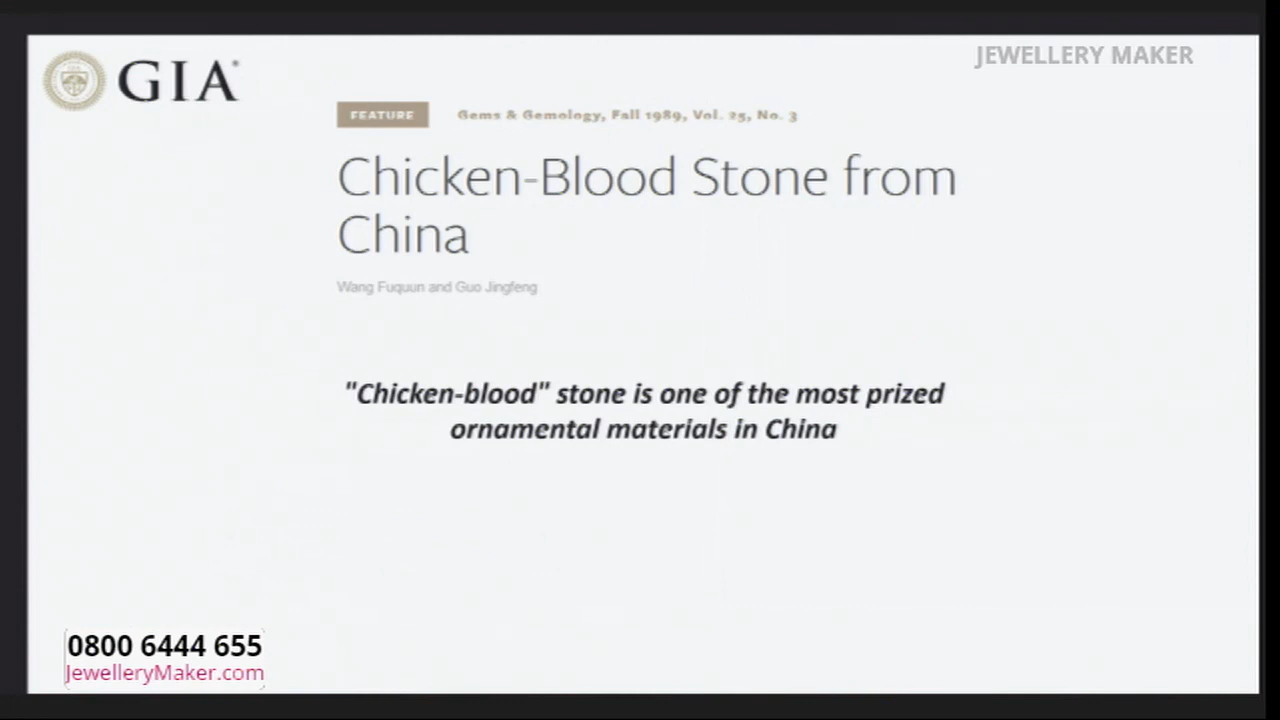 GIA
JEWELLERY MAKER
FEATURE Gems & Gemology, Fall 1989, Vol. 25, No. 3
Chicken-Blood Stone from
China
Wang Fuquun and Guo Jingfeng
"Chicken-blood" stone is one of the most prized
ornamental materials in China
0800 6444 655
JewelleryMaker.com